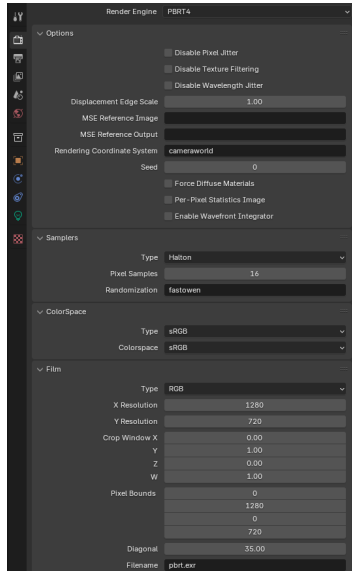 Render Engine PBRT4
Options
Disable Pixel Jitter
Disable Texture Filtering
Disable Wavelength Jitter
Displacement Edge Scale 1.00
MSE Reference Image
MSE Reference Output
Rendering Coordinate System cameraworld
Seed 0
Force Diffuse Materials
Per-Pixel Statistics Image
Enable Wavefront Integrator
Samplers
Type Halton
Pixel Samples 16
Randomization fastowen
ColorSpace
Type sRGB
Colorspace sRGB
Film
Type RGB
X Resolution 1280
Y Resolution 720
Crop Window X 0.00
Y 1.00
Z 0.00
W 1.00
Pixel Bounds 0
1280
0
720
Diagonal 35.00
Filename pbrt.exr